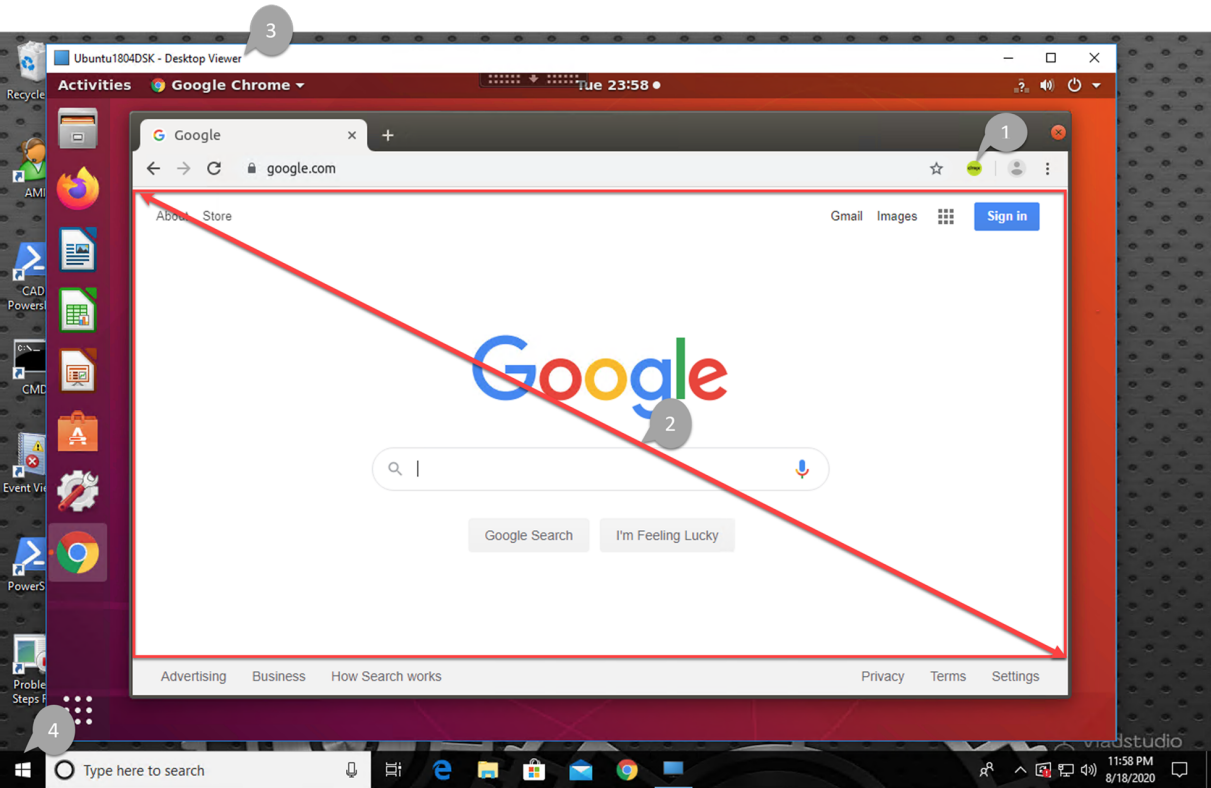 3
Ubuntu1804DSK - Desktop Viewer
Recycle
Activities
Google Chrome
Tue 23:58
Google
1
google.com
citrix
About
Store
Gmail
Images
Sign in
AMI
CAD
Powers
Google
2
C:\_
CMD
Google Search
I'm Feeling Lucky
Event Vie
PowerS
Advertising
Business
How Search works
Privacy
Terms
Settings
Proble
Steps R
4
vladstudio
Type here to search
11:58 PM
8/18/2020